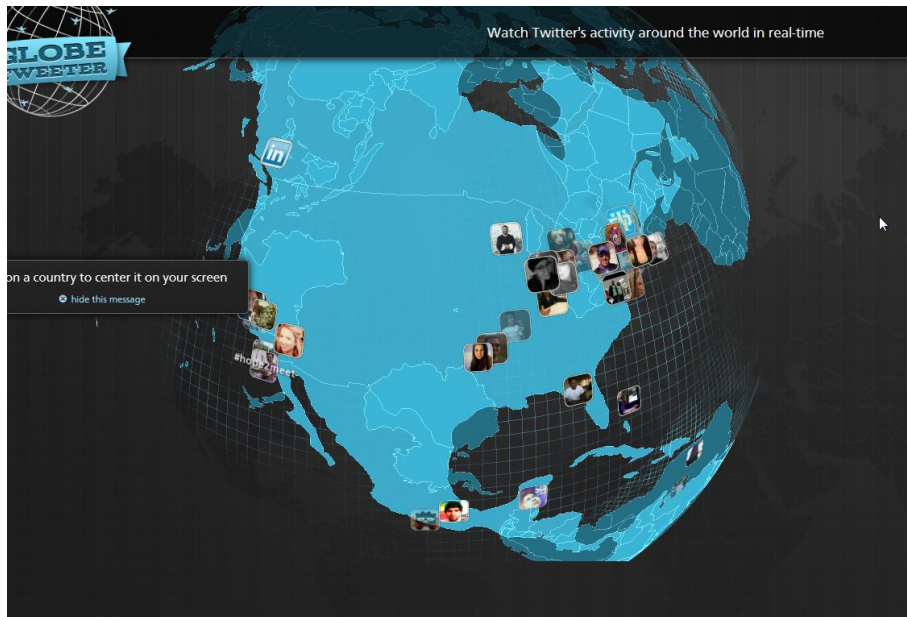 GLOBE
TWEETER
Watch Twitter's activity around the world in real-time
in
on a country to center it on your screen
hide this message
#hope2meet